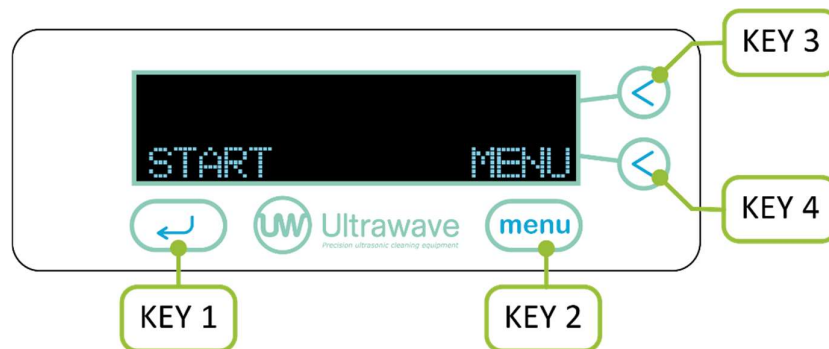 KEY 3
START MENU
UW Ultrawave menu
Precision ultrasonic cleaning equipment
KEY 4
KEY 1 KEY 2